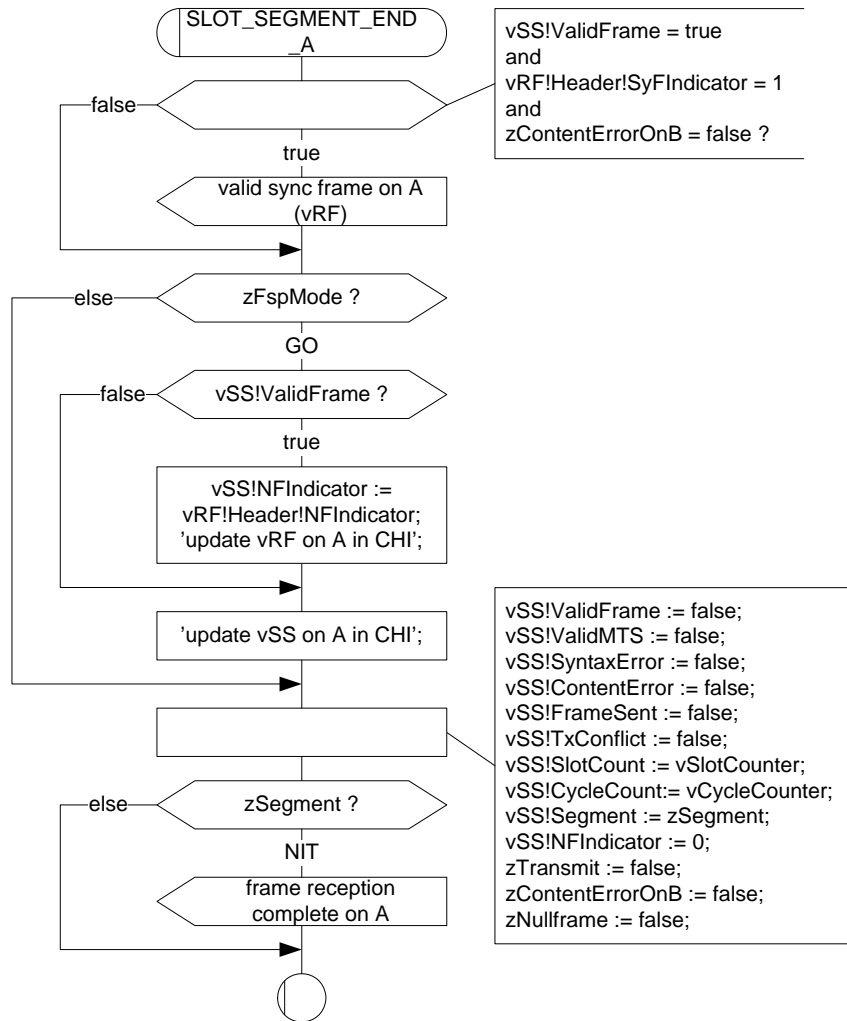 SLOT_SEGMENT_END
_A
vSS!ValidFrame = true
and
vRF!Header!SyFIndicator = 1
and
zContentErrorOnB = false ?
false
true
valid sync frame on A
(vRF)
else
zFspMode ?
GO
false
vSS!ValidFrame ?
true
vSS!NFIndicator :=
vRF!Header!NFIndicator;
'update vRF on A in CHI';
'update vSS on A in CHI';
vSS!ValidFrame := false;
vSS!ValidMTS := false;
vSS!SyntaxError := false;
vSS!ContentError := false;
vSS!FrameSent := false;
vSS!TxConflict := false;
vSS!SlotCount := vSlotCounter;
vSS!CycleCount:= vCycleCounter;
vSS!Segment := zSegment;
vSS!NFIndicator := 0;
zTransmit := false;
zContentErrorOnB := false;
zNullframe := false;
else
zSegment ?
NIT
frame reception
complete on A